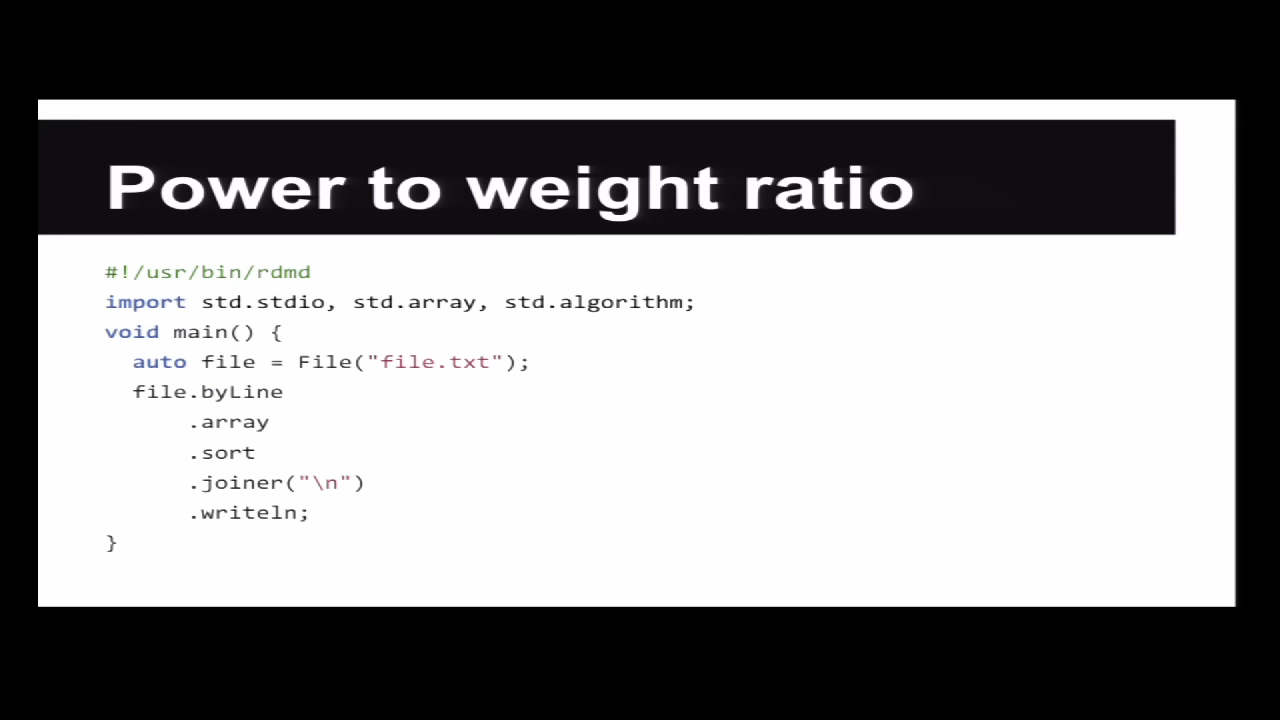 Power to weight ratio
#!/usr/bin/rdmd
import std.stdio, std.array, std.algorithm;
void main() {
  auto file = File("file.txt");
  file.byLine
      .array
      .sort
      .joiner("\n")
      .writeln;
}